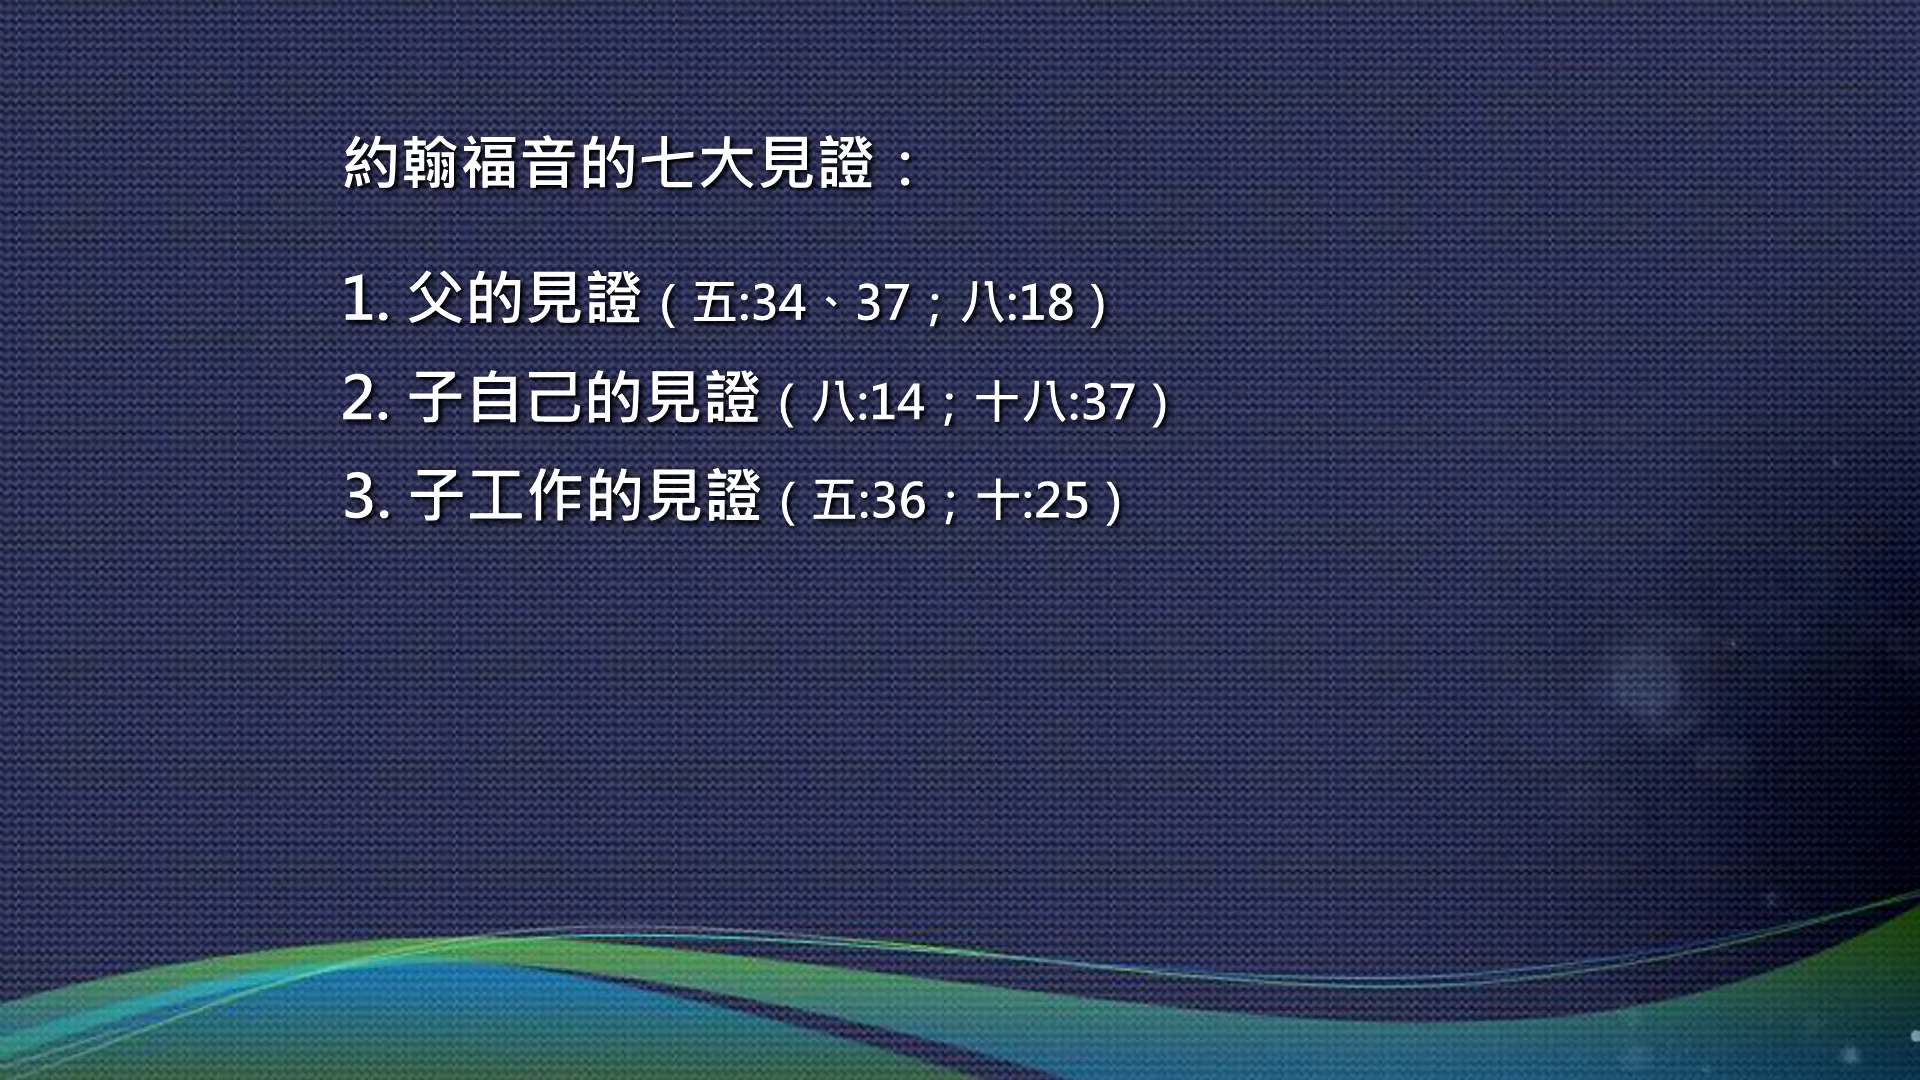 約翰福音的七大見證：
1. 父的見證（五:34、37；八:18）
2. 子自己的見證（八:14；十八:37）
3. 子工作的見證（五:36；十:25）